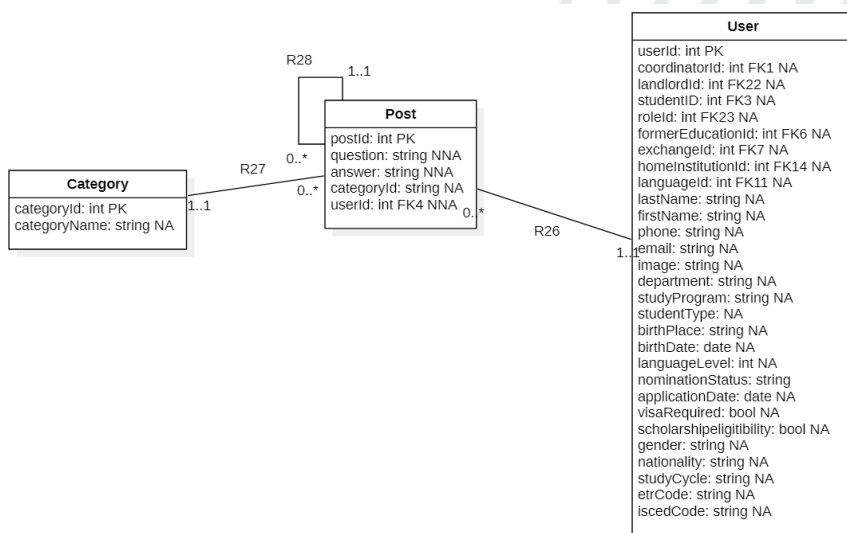 User
userId: int PK
coordinatorId: int FK1 NA
landlordId: int FK22 NA
studentID: int FK3 NA
roleId: int FK23 NA
formerEducationId: int FK6 NA
exchangeId: int FK7 NA
homeInstitutionId: int FK14 NA
languageId: int FK11 NA
lastName: string NA
firstName: string NA
phone: string NA
email: string NA
image: string NA
department: string NA
studyProgram: string NA
studentType: NA
birthPlace: string NA
birthDate: date NA
languageLevel: int NA
nominationStatus: string
applicationDate: date NA
visaRequired: bool NA
scholarshipeligitibility: bool NA
gender: string NA
nationality: string NA
studyCycle: string NA
etrCode: string NA
iscedCode: string NA
R28
1..1
Post
postId: int PK
question: string NNA
answer: string NNA
categoryId: string NA
userId: int FK4 NNA
0..*
R27
0..*
1..1
Category
categoryId: int PK
categoryName: string NA
0..*
R26
1..1